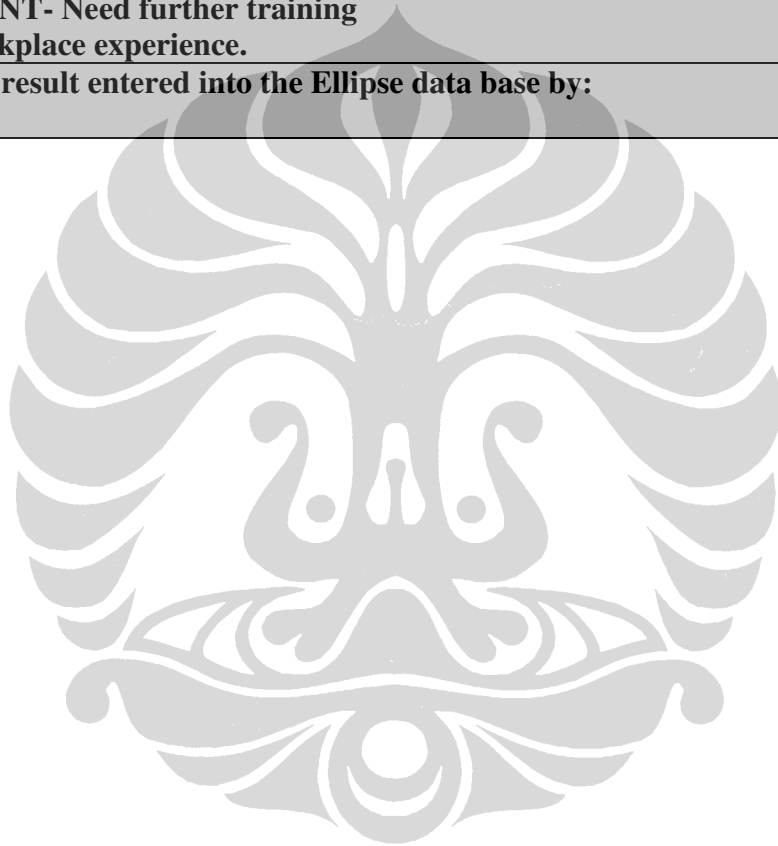 NT- Need further training
kplace experience.
result entered into the Ellipse data base by: